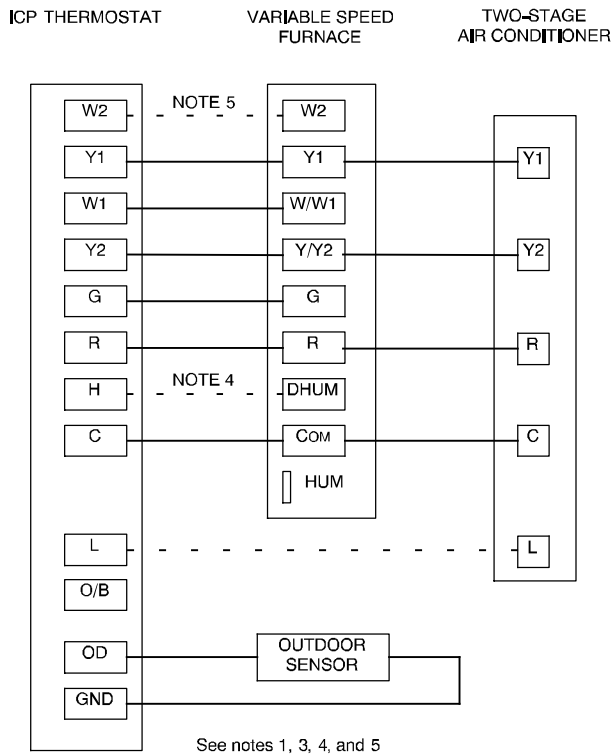 ICP THERMOSTAT
VARIABLE SPEED
FURNACE
TWO-STAGE
AIR CONDITIONER
W2
NOTE 5
W2
Y1
Y1
Y1
W1
W/W1
Y2
Y/Y2
Y2
G
G
R
R
R
H
NOTE 4
DHUM
C
COM
C
HUM
L
L
O/B
OD
OUTDOOR
SENSOR
GND
See notes 1, 3, 4, and 5